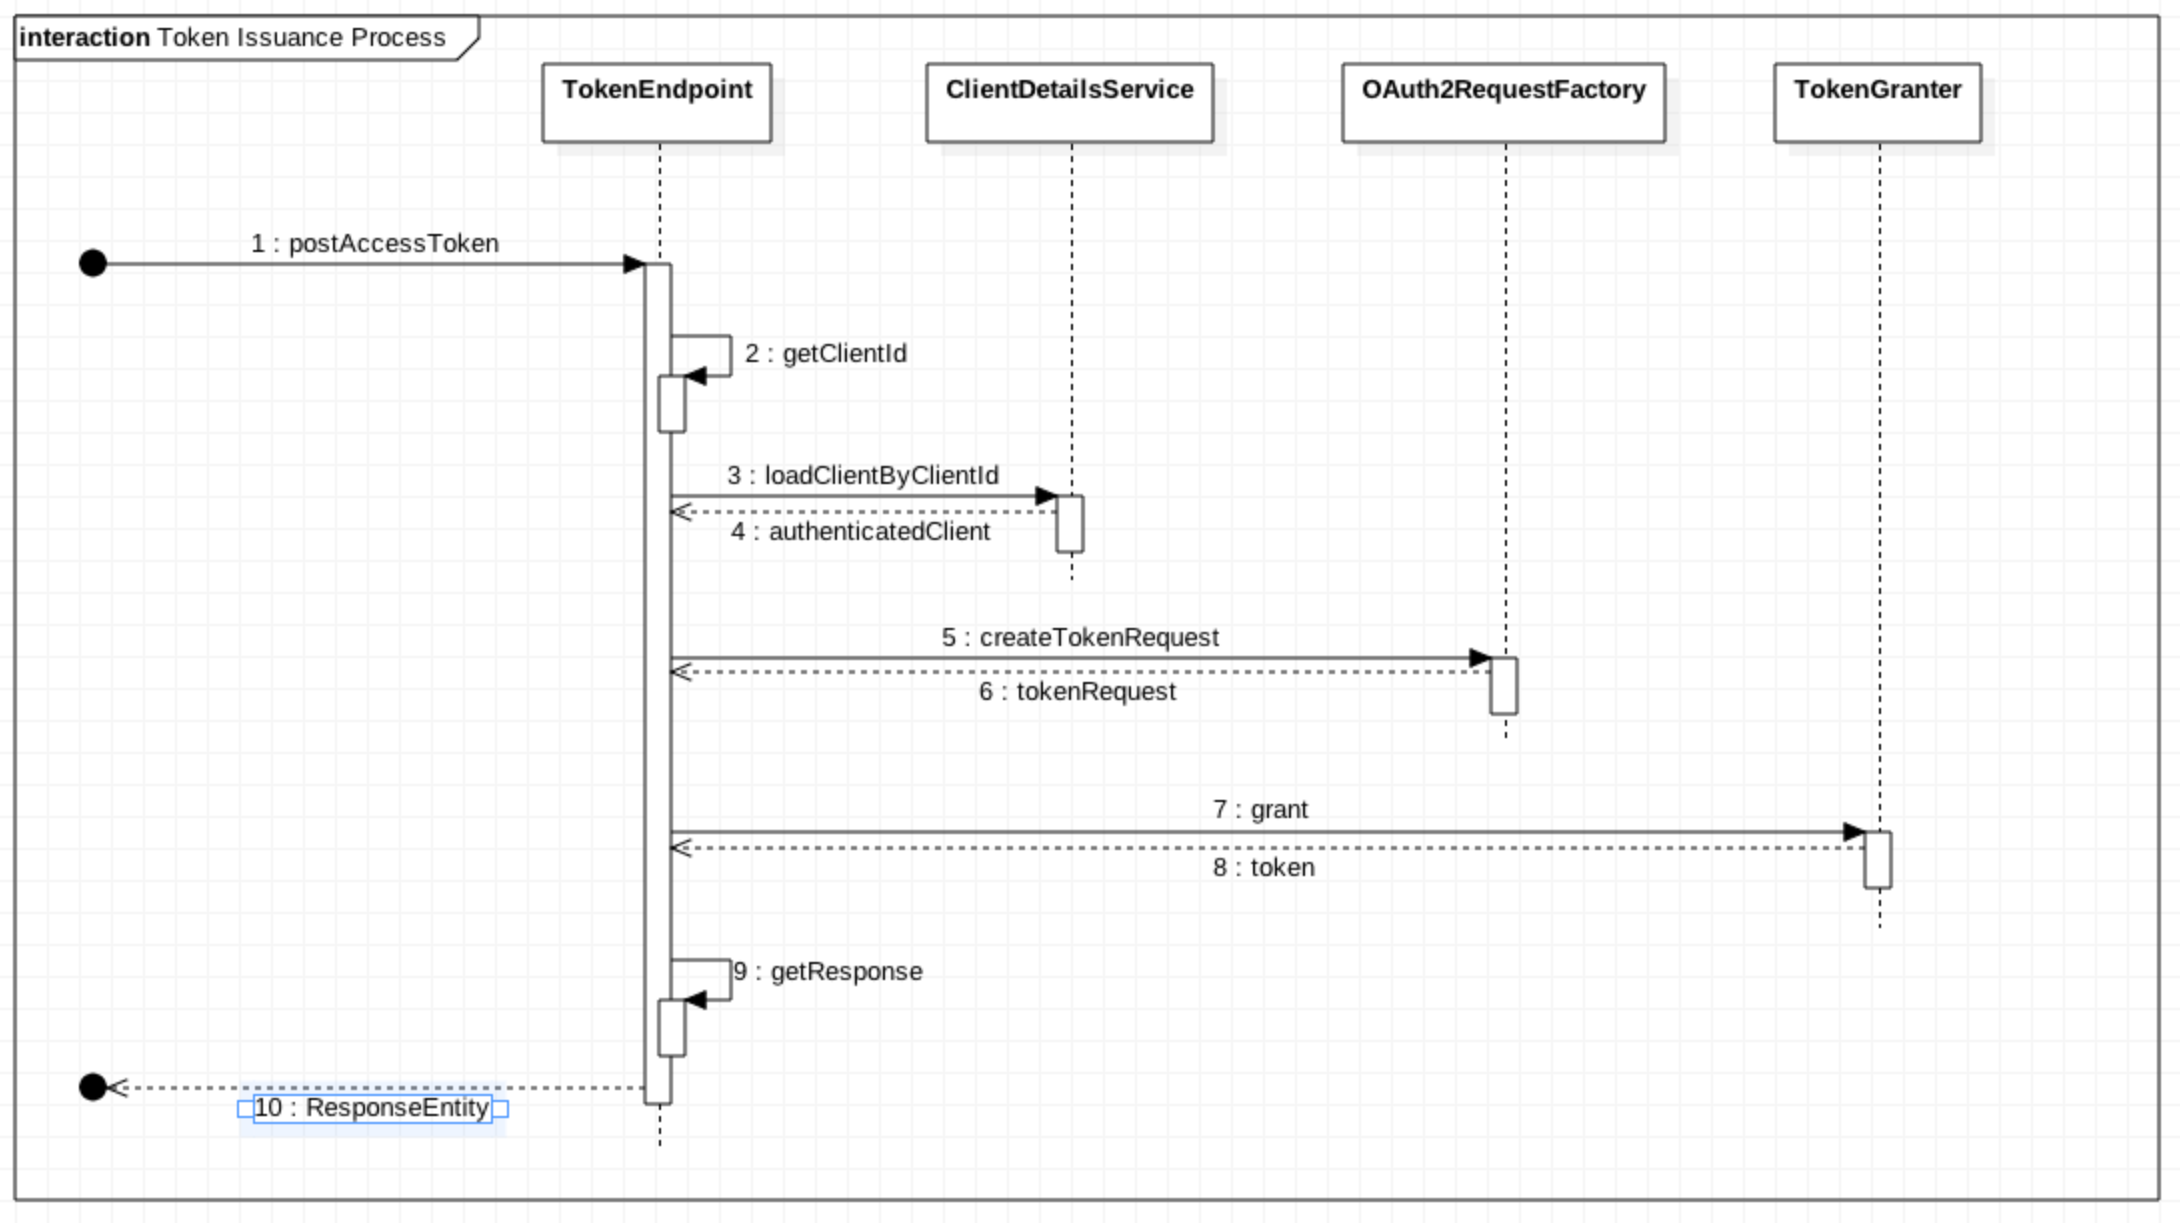 interaction Token Issuance Process
TokenEndpoint
ClientDetailsService
OAuth2RequestFactory
TokenGranter
1 : postAccessToken
2 : getClientId
3 : loadClientByClientId
4 : authenticatedClient
5 : createTokenRequest
6 : tokenRequest
7 : grant
8 : token
9 : getResponse
10 : ResponseEntity